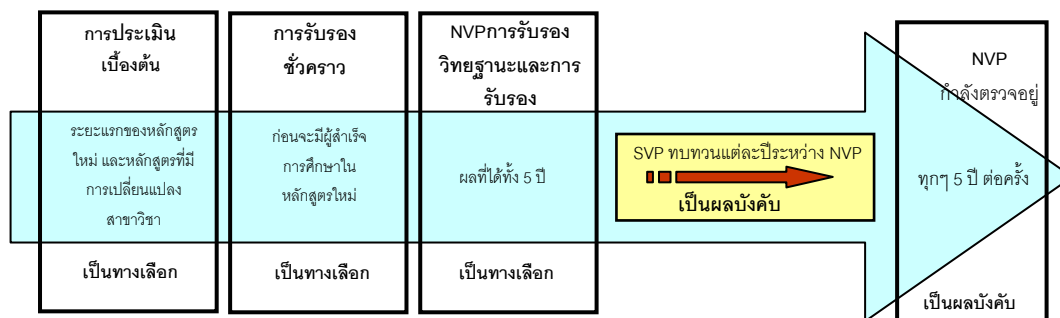 การประเมิน
เบื้องต้น
ระยะแรกของหลักสูตร
ใหม่ และหลักสูตรที่มี
การเปลี่ยนแปลง
สาขาวิชา
เป็นทางเลือก
การรับรอง
ชั่วคราว
ก่อนจะมีผู้สำเร็จ
การศึกษาใน
หลักสูตรใหม่
เป็นทางเลือก
NVPการรับรอง
วิทยฐานะและการ
รับรอง
ผลที่ได้ทั้ง 5 ปี
เป็นทางเลือก
SVP ทบทวนแต่ละปีระหว่าง NVP
เป็นผลบังคับ
NVP
กำลังตรวจอยู่
ทุกๆ 5 ปี ต่อครั้ง
เป็นผลบังคับ